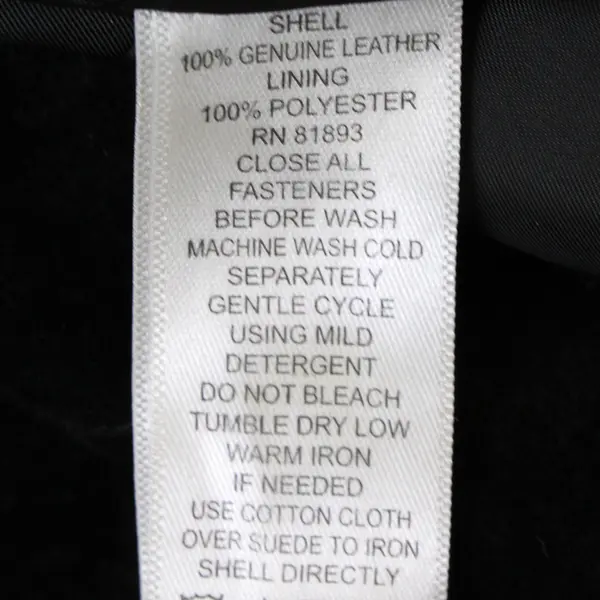 SHELL
100% GENUINE LEATHER
LINING
100% POLYESTER
RN 81893
CLOSE ALL
FASTENERS
BEFORE WASH
MACHINE WASH COLD
SEPARATELY
GENTLE CYCLE
USING MILD
DETERGENT
DO NOT BLEACH
TUMBLE DRY LOW
WARM IRON
IF NEEDED
USE COTTON CLOTH
OVER SUEDE TO IRON
SHELL DIRECTLY